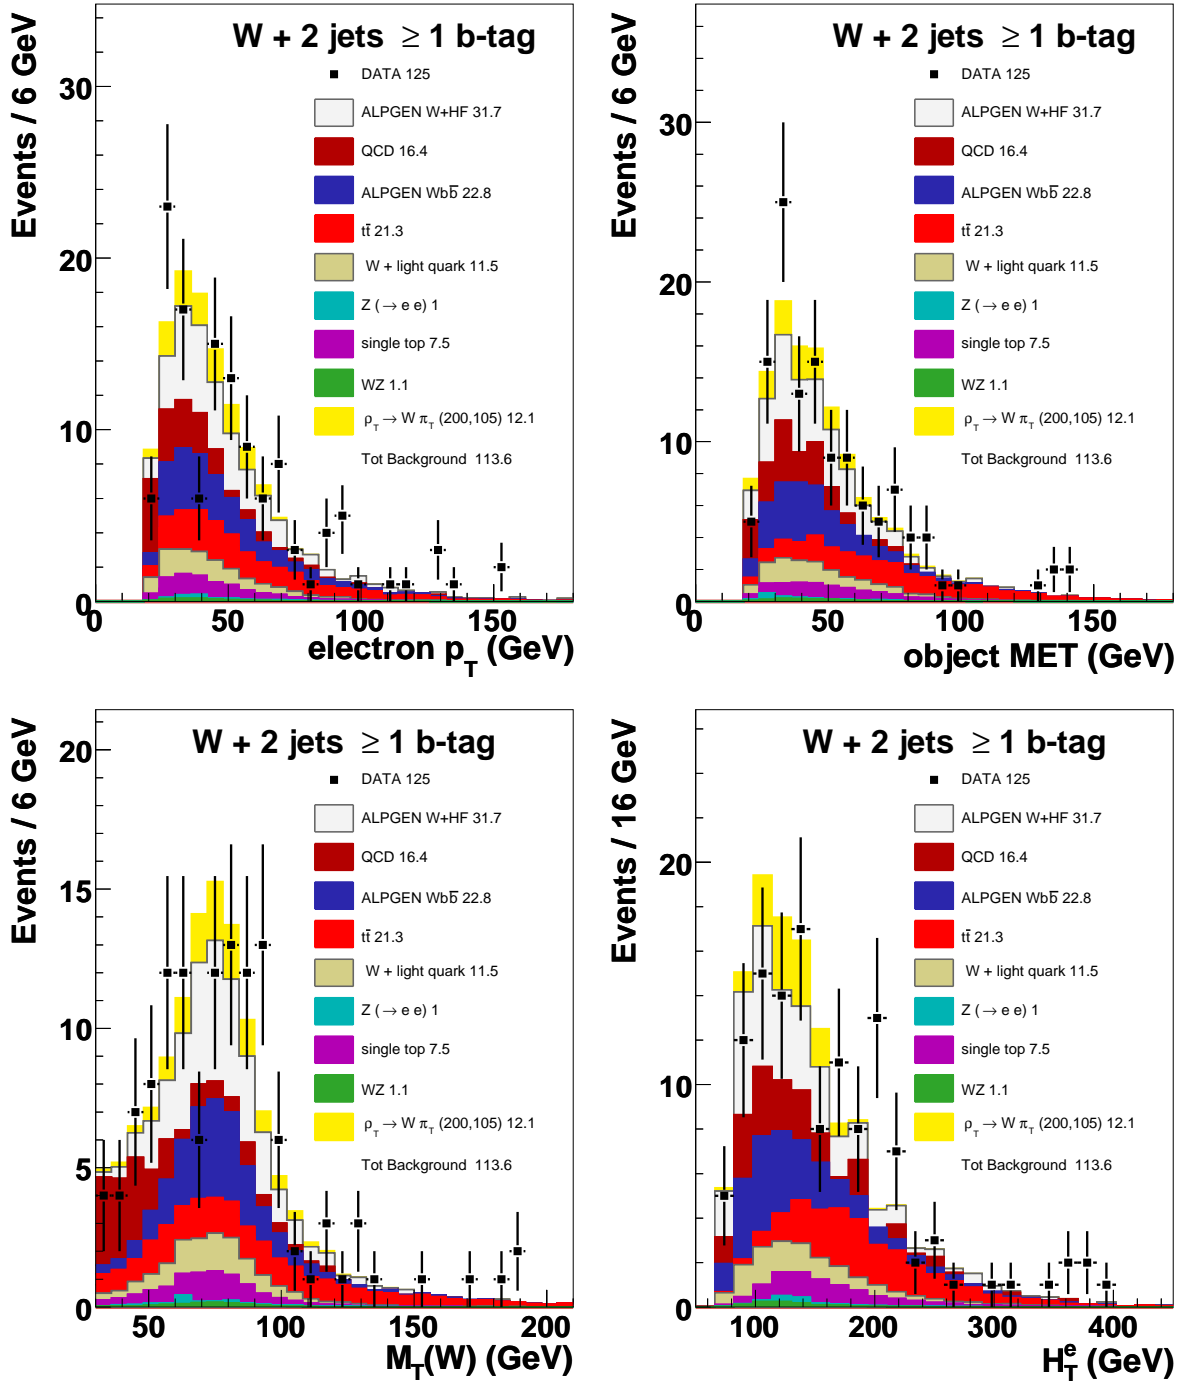 W + 2 jets ≥ 1 b-tag
Events / 6 GeV
30
20
10
0
DATA 125
ALPGEN W+HF 31.7
QCD 16.4
ALPGEN Wbb̅ 22.8
tt̅ 21.3
W + light quark 11.5
Z (→ e e) 1
single top 7.5
WZ 1.1
ρ_T → W π_T (200,105) 12.1
Tot Background 113.6
0 50 100 150
electron p_T (GeV)
W + 2 jets ≥ 1 b-tag
Events / 6 GeV
30
20
10
0
DATA 125
ALPGEN W+HF 31.7
QCD 16.4
ALPGEN Wbb̅ 22.8
tt̅ 21.3
W + light quark 11.5
Z (→ e e) 1
single top 7.5
WZ 1.1
ρ_T → W π_T (200,105) 12.1
Tot Background 113.6
0 50 100 150
object MET (GeV)
W + 2 jets ≥ 1 b-tag
Events / 6 GeV
20
15
10
5
0
DATA 125
ALPGEN W+HF 31.7
QCD 16.4
ALPGEN Wbb̅ 22.8
tt̅ 21.3
W + light quark 11.5
Z (→ e e) 1
single top 7.5
WZ 1.1
ρ_T → W π_T (200,105) 12.1
Tot Background 113.6
50 100 150 200
M_T(W) (GeV)
W + 2 jets ≥ 1 b-tag
Events / 16 GeV
20
10
0
DATA 125
ALPGEN W+HF 31.7
QCD 16.4
ALPGEN Wbb̅ 22.8
tt̅ 21.3
W + light quark 11.5
Z (→ e e) 1
single top 7.5
WZ 1.1
ρ_T → W π_T (200,105) 12.1
Tot Background 113.6
100 200 300 400
H_T^e (GeV)